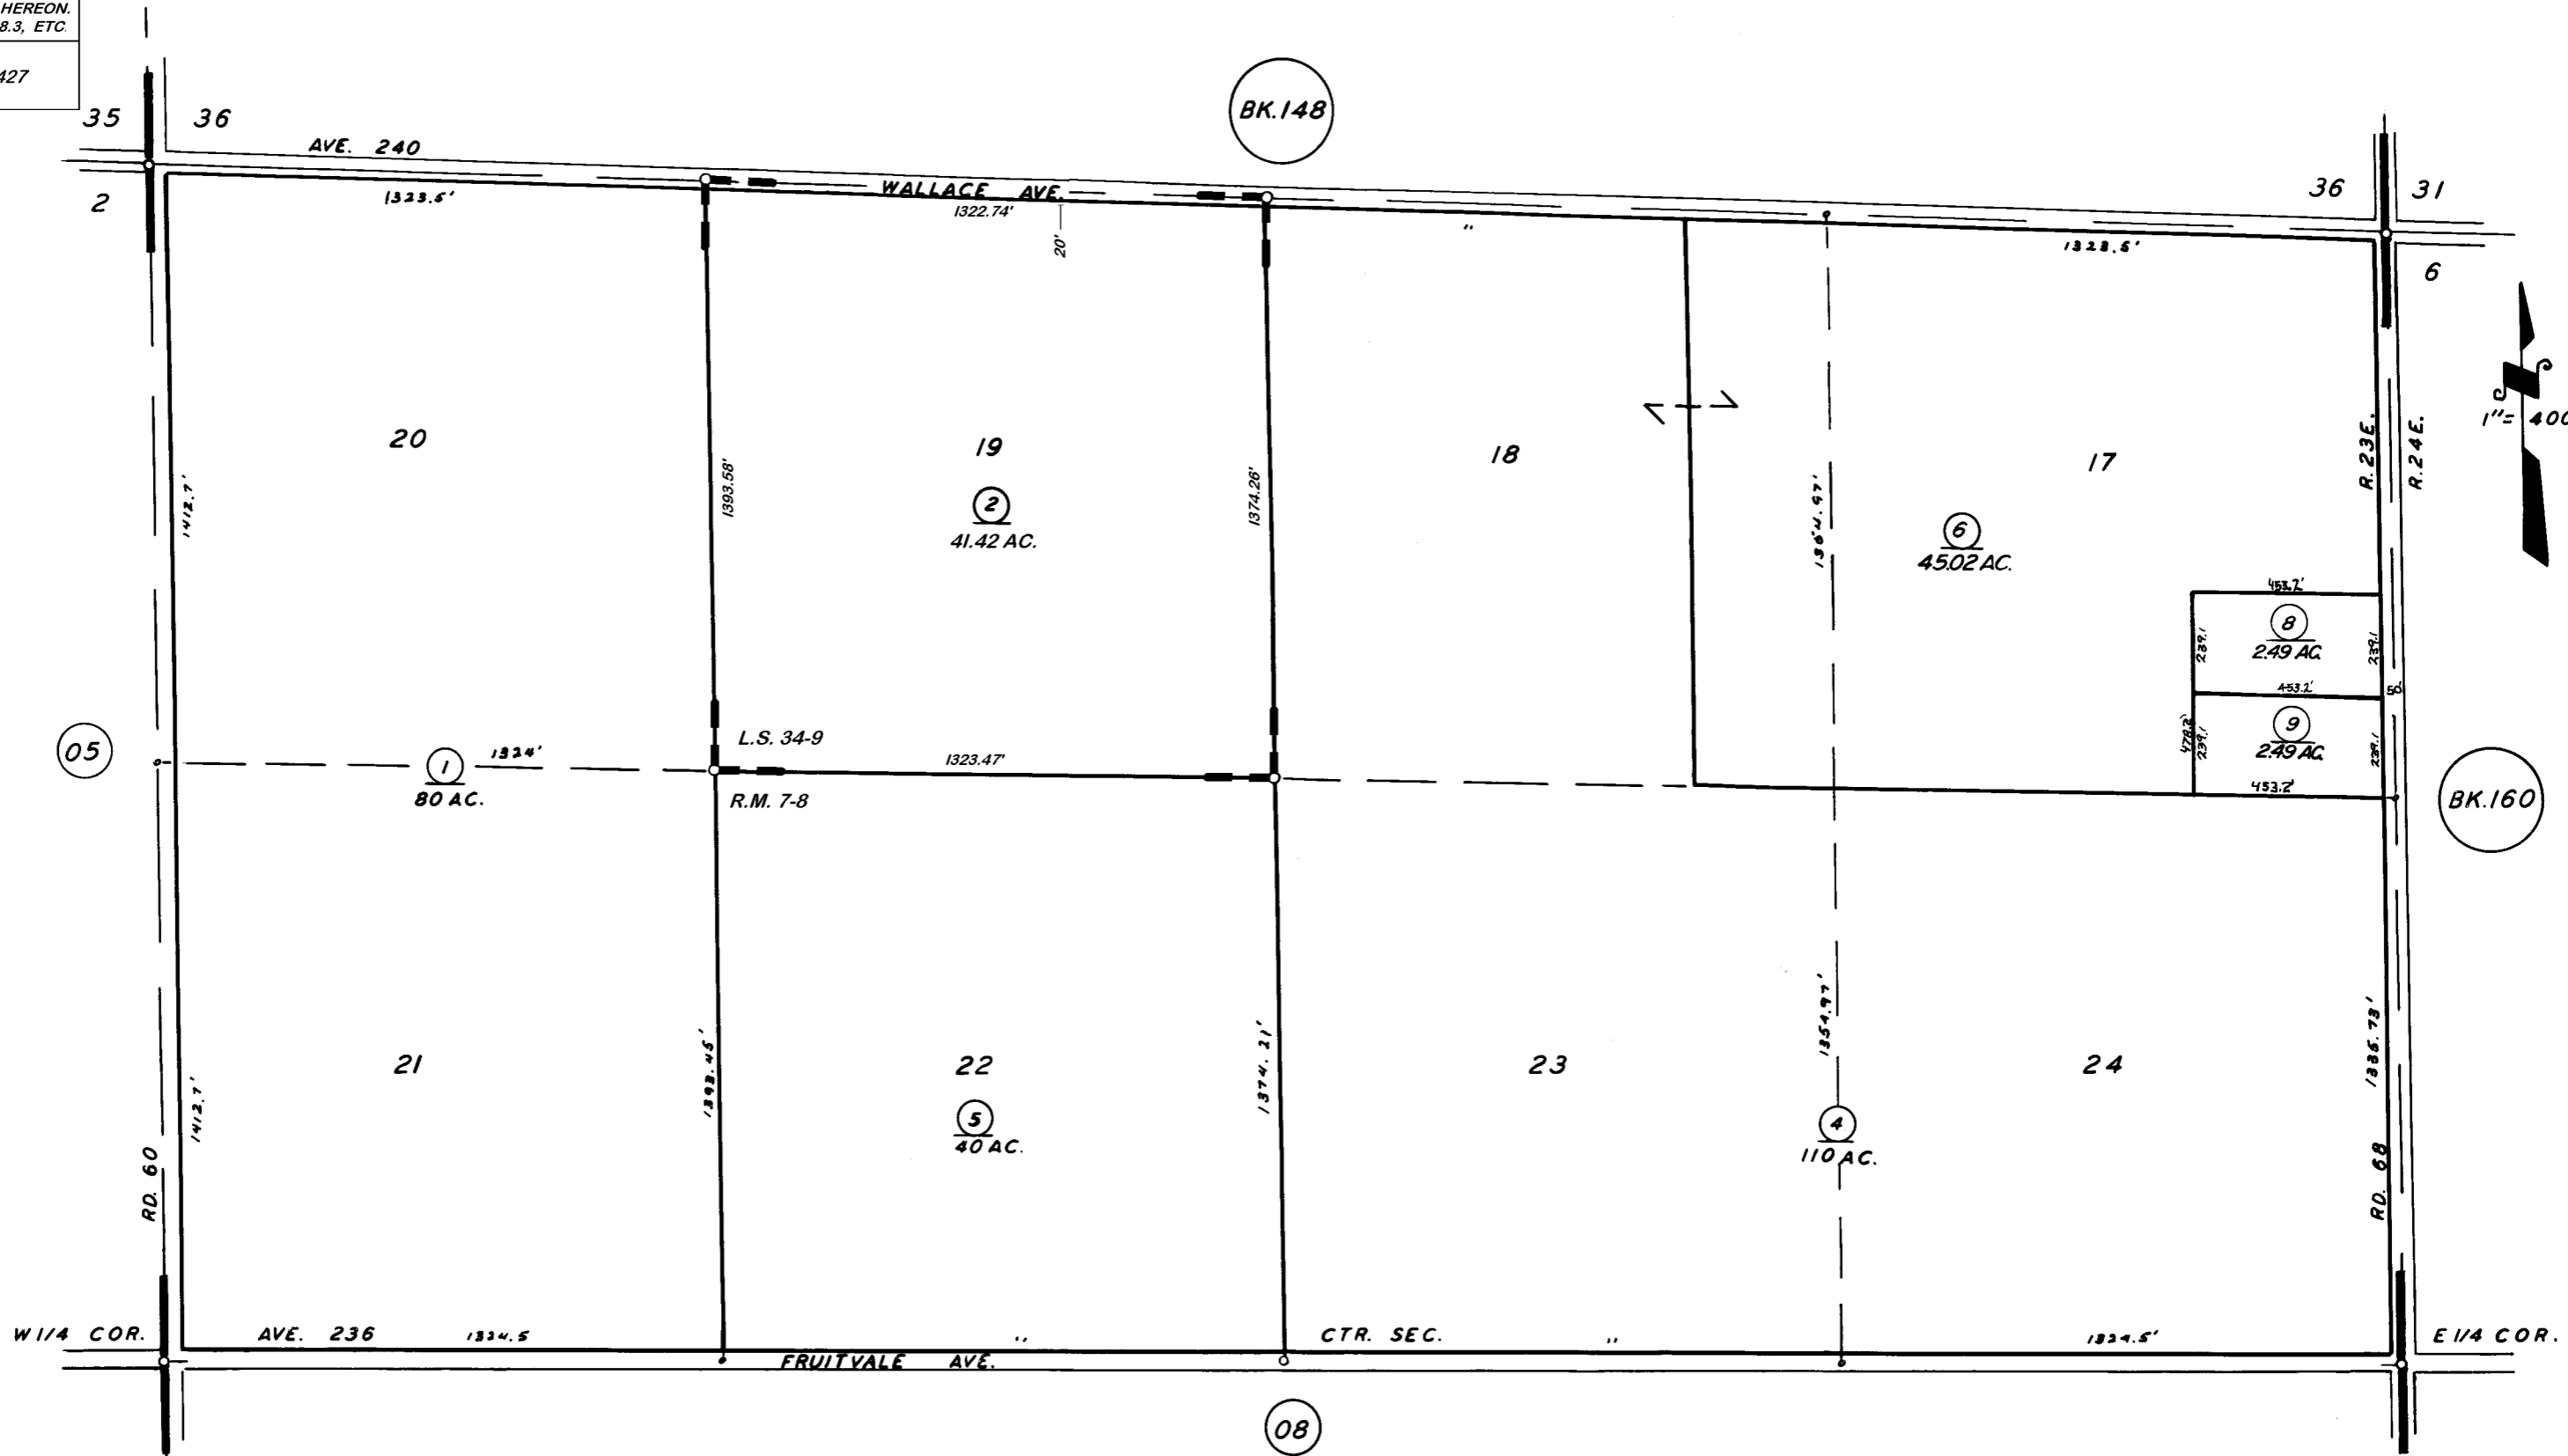 HEREON.
8.3, ETC.
427
BK.148
35
36
AVE. 240
2
1323.5'
WALLACE AVE.
1322.74'
20'
"
36
31
1323.5'
6
20
19
18
17
R.23E.
R.24E.
1"= 400
1412.7'
1393.58'
1374.26'
2
41.42 AC.
6
45.02 AC.
453.2'
8
2.49 AC.
239.1
239.1
453.2'
50'
9
2.49 AC.
478.2'
239.1
239.1
453.2'
05
1
1324'
80 AC.
L.S. 34-9
1323.47'
R.M. 7-8
BK.160
21
22
23
24
1412.7'
1393.45'
1374.21'
1354.97'
1335.73'
5
40 AC.
4
110 AC.
RD. 60
RD. 68
W 1/4 COR.
AVE. 236
1324.5
"
CTR. SEC.
"
1324.5'
E 1/4 COR.
FRUITVALE AVE.
08